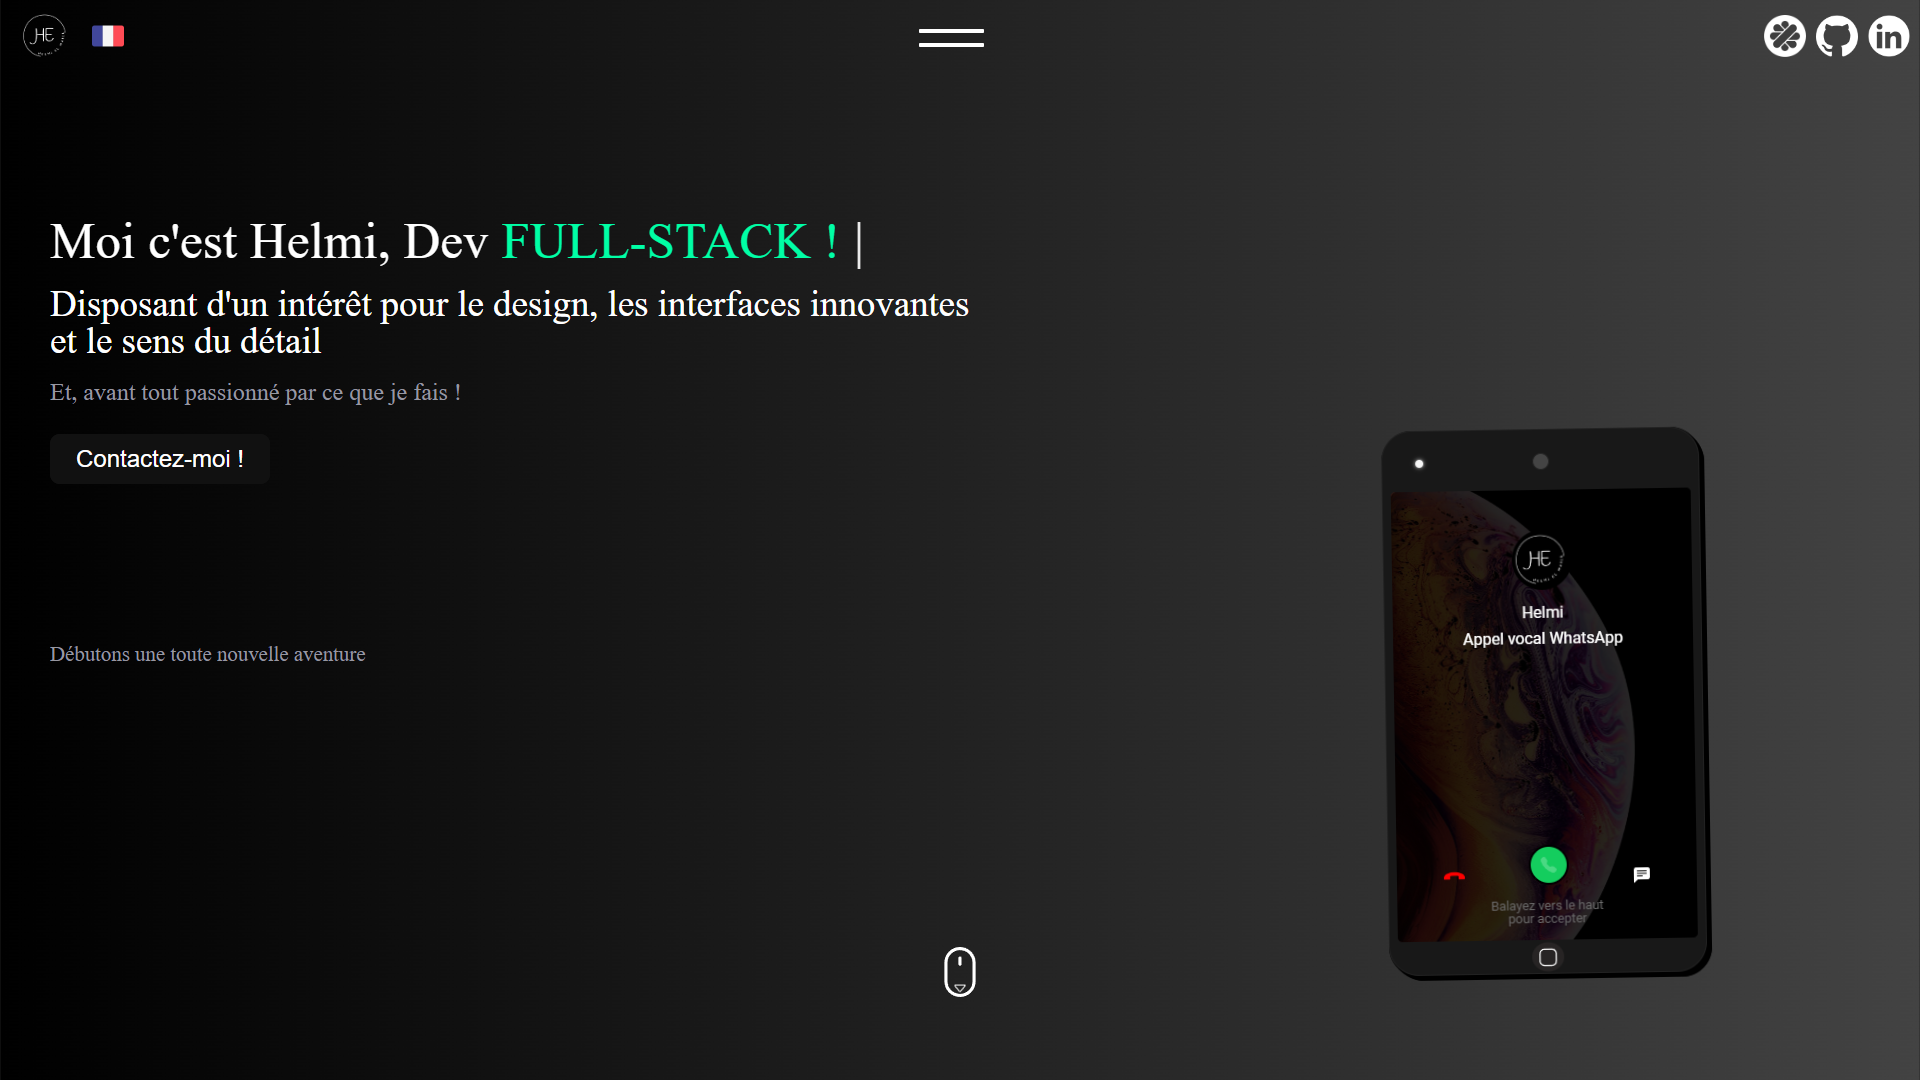 HE
Moi c'est Helmi, Dev FULL-STACK ! |
Disposant d'un intérêt pour le design, les interfaces innovantes
et le sens du détail
Et, avant tout passionné par ce que je fais !
Contactez-moi !
Débutons une toute nouvelle aventure
HE
Helmi
Appel vocal WhatsApp
Balayez vers le haut
pour accepter
in